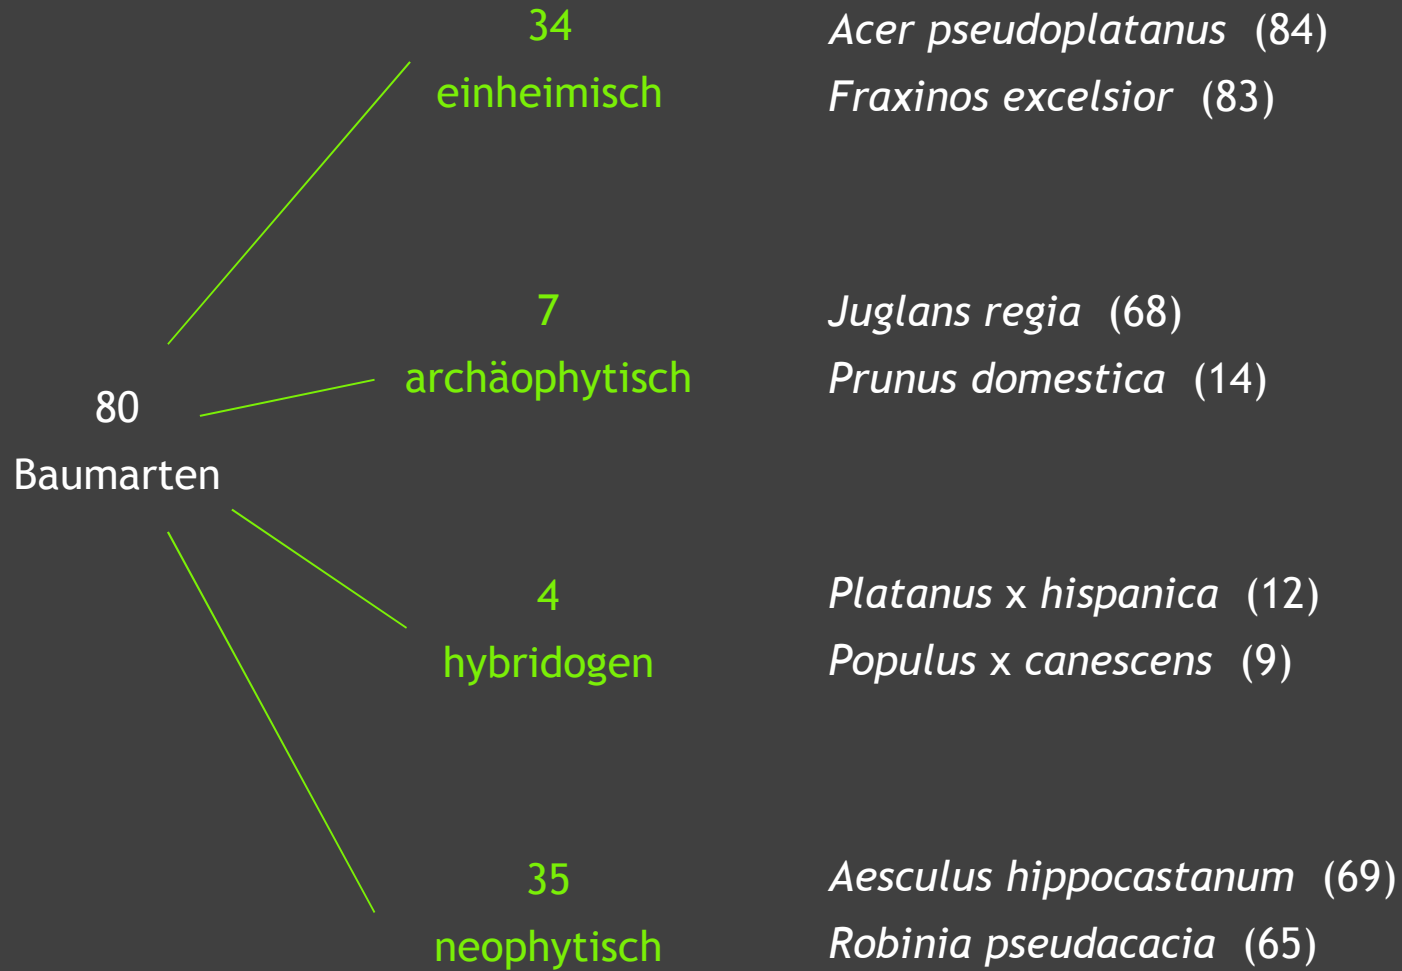 34
einheimisch
Acer pseudoplatanus (84)
Fraxinos excelsior (83)
7
archäophytisch
Juglans regia (68)
Prunus domestica (14)
80
Baumarten
4
hybridogen
Platanus x hispanica (12)
Populus x canescens (9)
35
neophytisch
Aesculus hippocastanum (69)
Robinia pseudacacia (65)